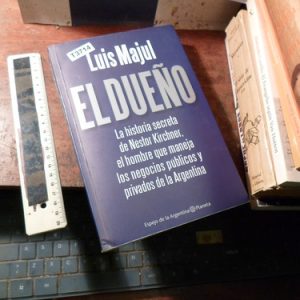 T3754
Luis Majul
EL DUEÑO
La historia secreta
de Néstor Kirchner,
el hombre que maneja
los negocios públicos y
privados de la Argentina
Espejo de la Argentina Planeta